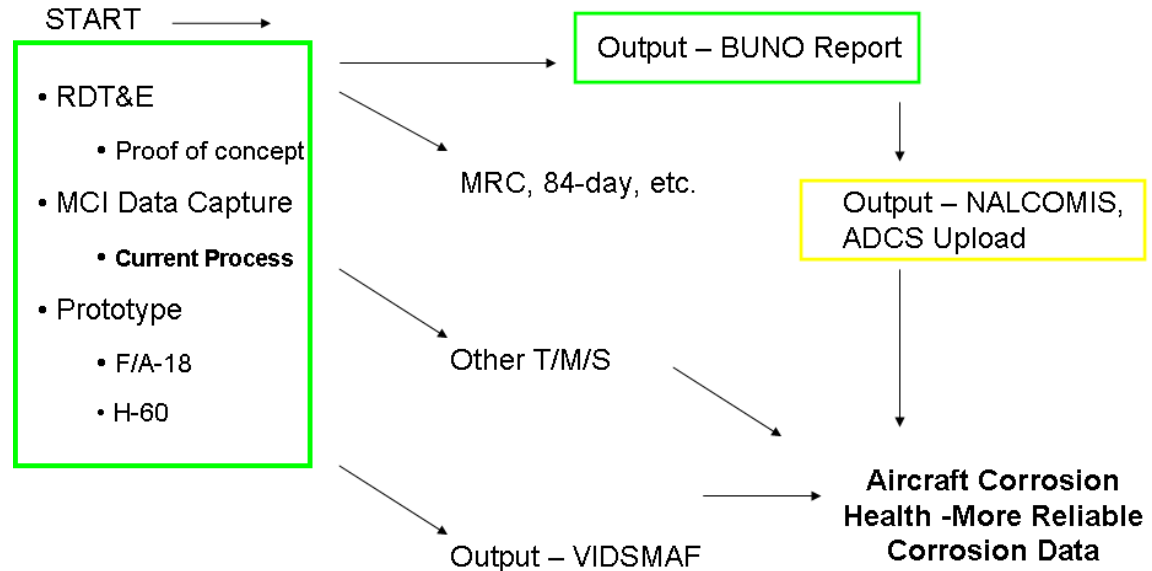 START
• RDT&E
• Proof of concept
• MCI Data Capture
• Current Process
• Prototype
• F/A-18
• H-60
Output – BUNO Report
MRC, 84-day, etc.
Output – NALCOMIS,
ADCS Upload
Other T/M/S
Output – VIDSMAF
Aircraft Corrosion
Health -More Reliable
Corrosion Data